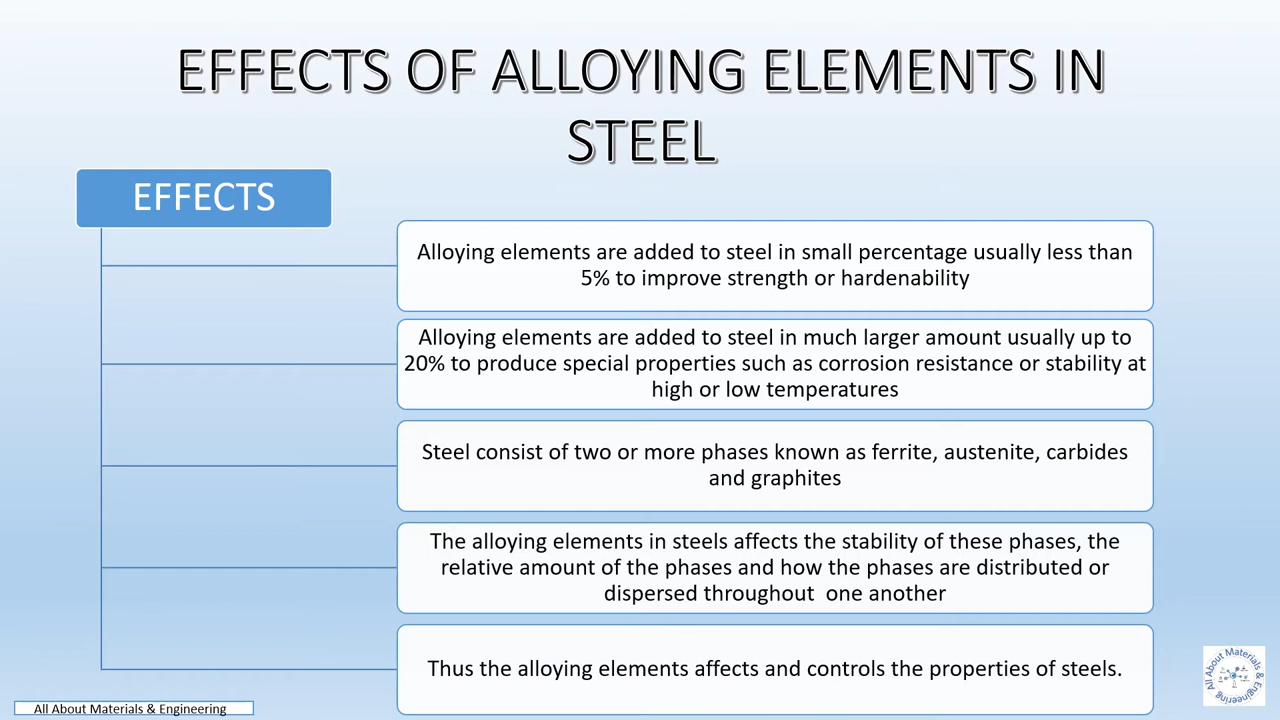 EFFECTS OF ALLOYING ELEMENTS IN
STEEL
EFFECTS
Alloying elements are added to steel in small percentage usually less than
5% to improve strength or hardenability
Alloying elements are added to steel in much larger amount usually up to
20% to produce special properties such as corrosion resistance or stability at
high or low temperatures
Steel consist of two or more phases known as ferrite, austenite, carbides
and graphites
The alloying elements in steels affects the stability of these phases, the
relative amount of the phases and how the phases are distributed or
dispersed throughout  one another
Thus the alloying elements affects and controls the properties of steels.
All About Materials & Engineering
All About Materials & Engineering